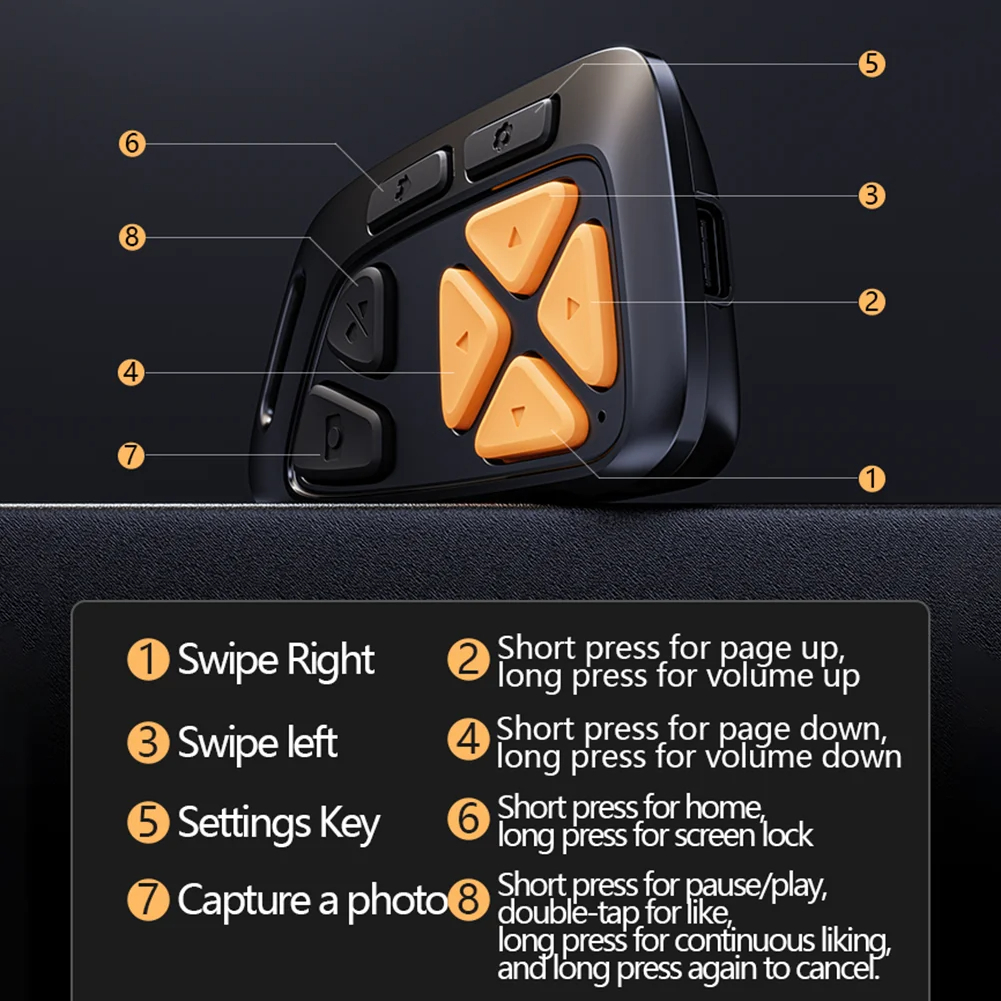 5
6
3
8
2
4
7
1
1 Swipe Right
2 Short press for page up,
long press for volume up
3 Swipe left
4 Short press for page down,
long press for volume down
5 Settings Key
6 Short press for home,
long press for screen lock
7 Capture a photo
8 Short press for pause/play,
double-tap for like,
long press for continuous liking,
and long press again to cancel.